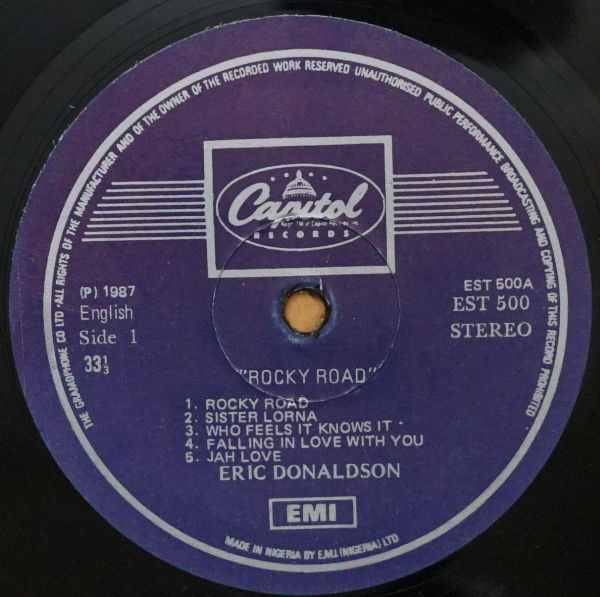 THE GRAMOPHONE CO LTD · ALL RIGHTS OF THE MANUFACTURER AND OF THE OWNER OF THE RECORDED WORK RESERVED UNAUTHORISED PUBLIC PERFORMANCE BROADCASTING AND COPYING OF THIS RECORD PROHIBITED
Capitol
RECORDS
(P) 1987
English
Side 1
33⅓
EST 500A
EST 500
STEREO
"ROCKY ROAD"
1. ROCKY ROAD
2. SISTER LORNA
3. WHO FEELS IT KNOWS IT ·
4. FALLING IN LOVE WITH YOU
5. JAH LOVE
ERIC DONALDSON
EMI
MADE IN NIGERIA BY E.M.I. (NIGERIA) LTD